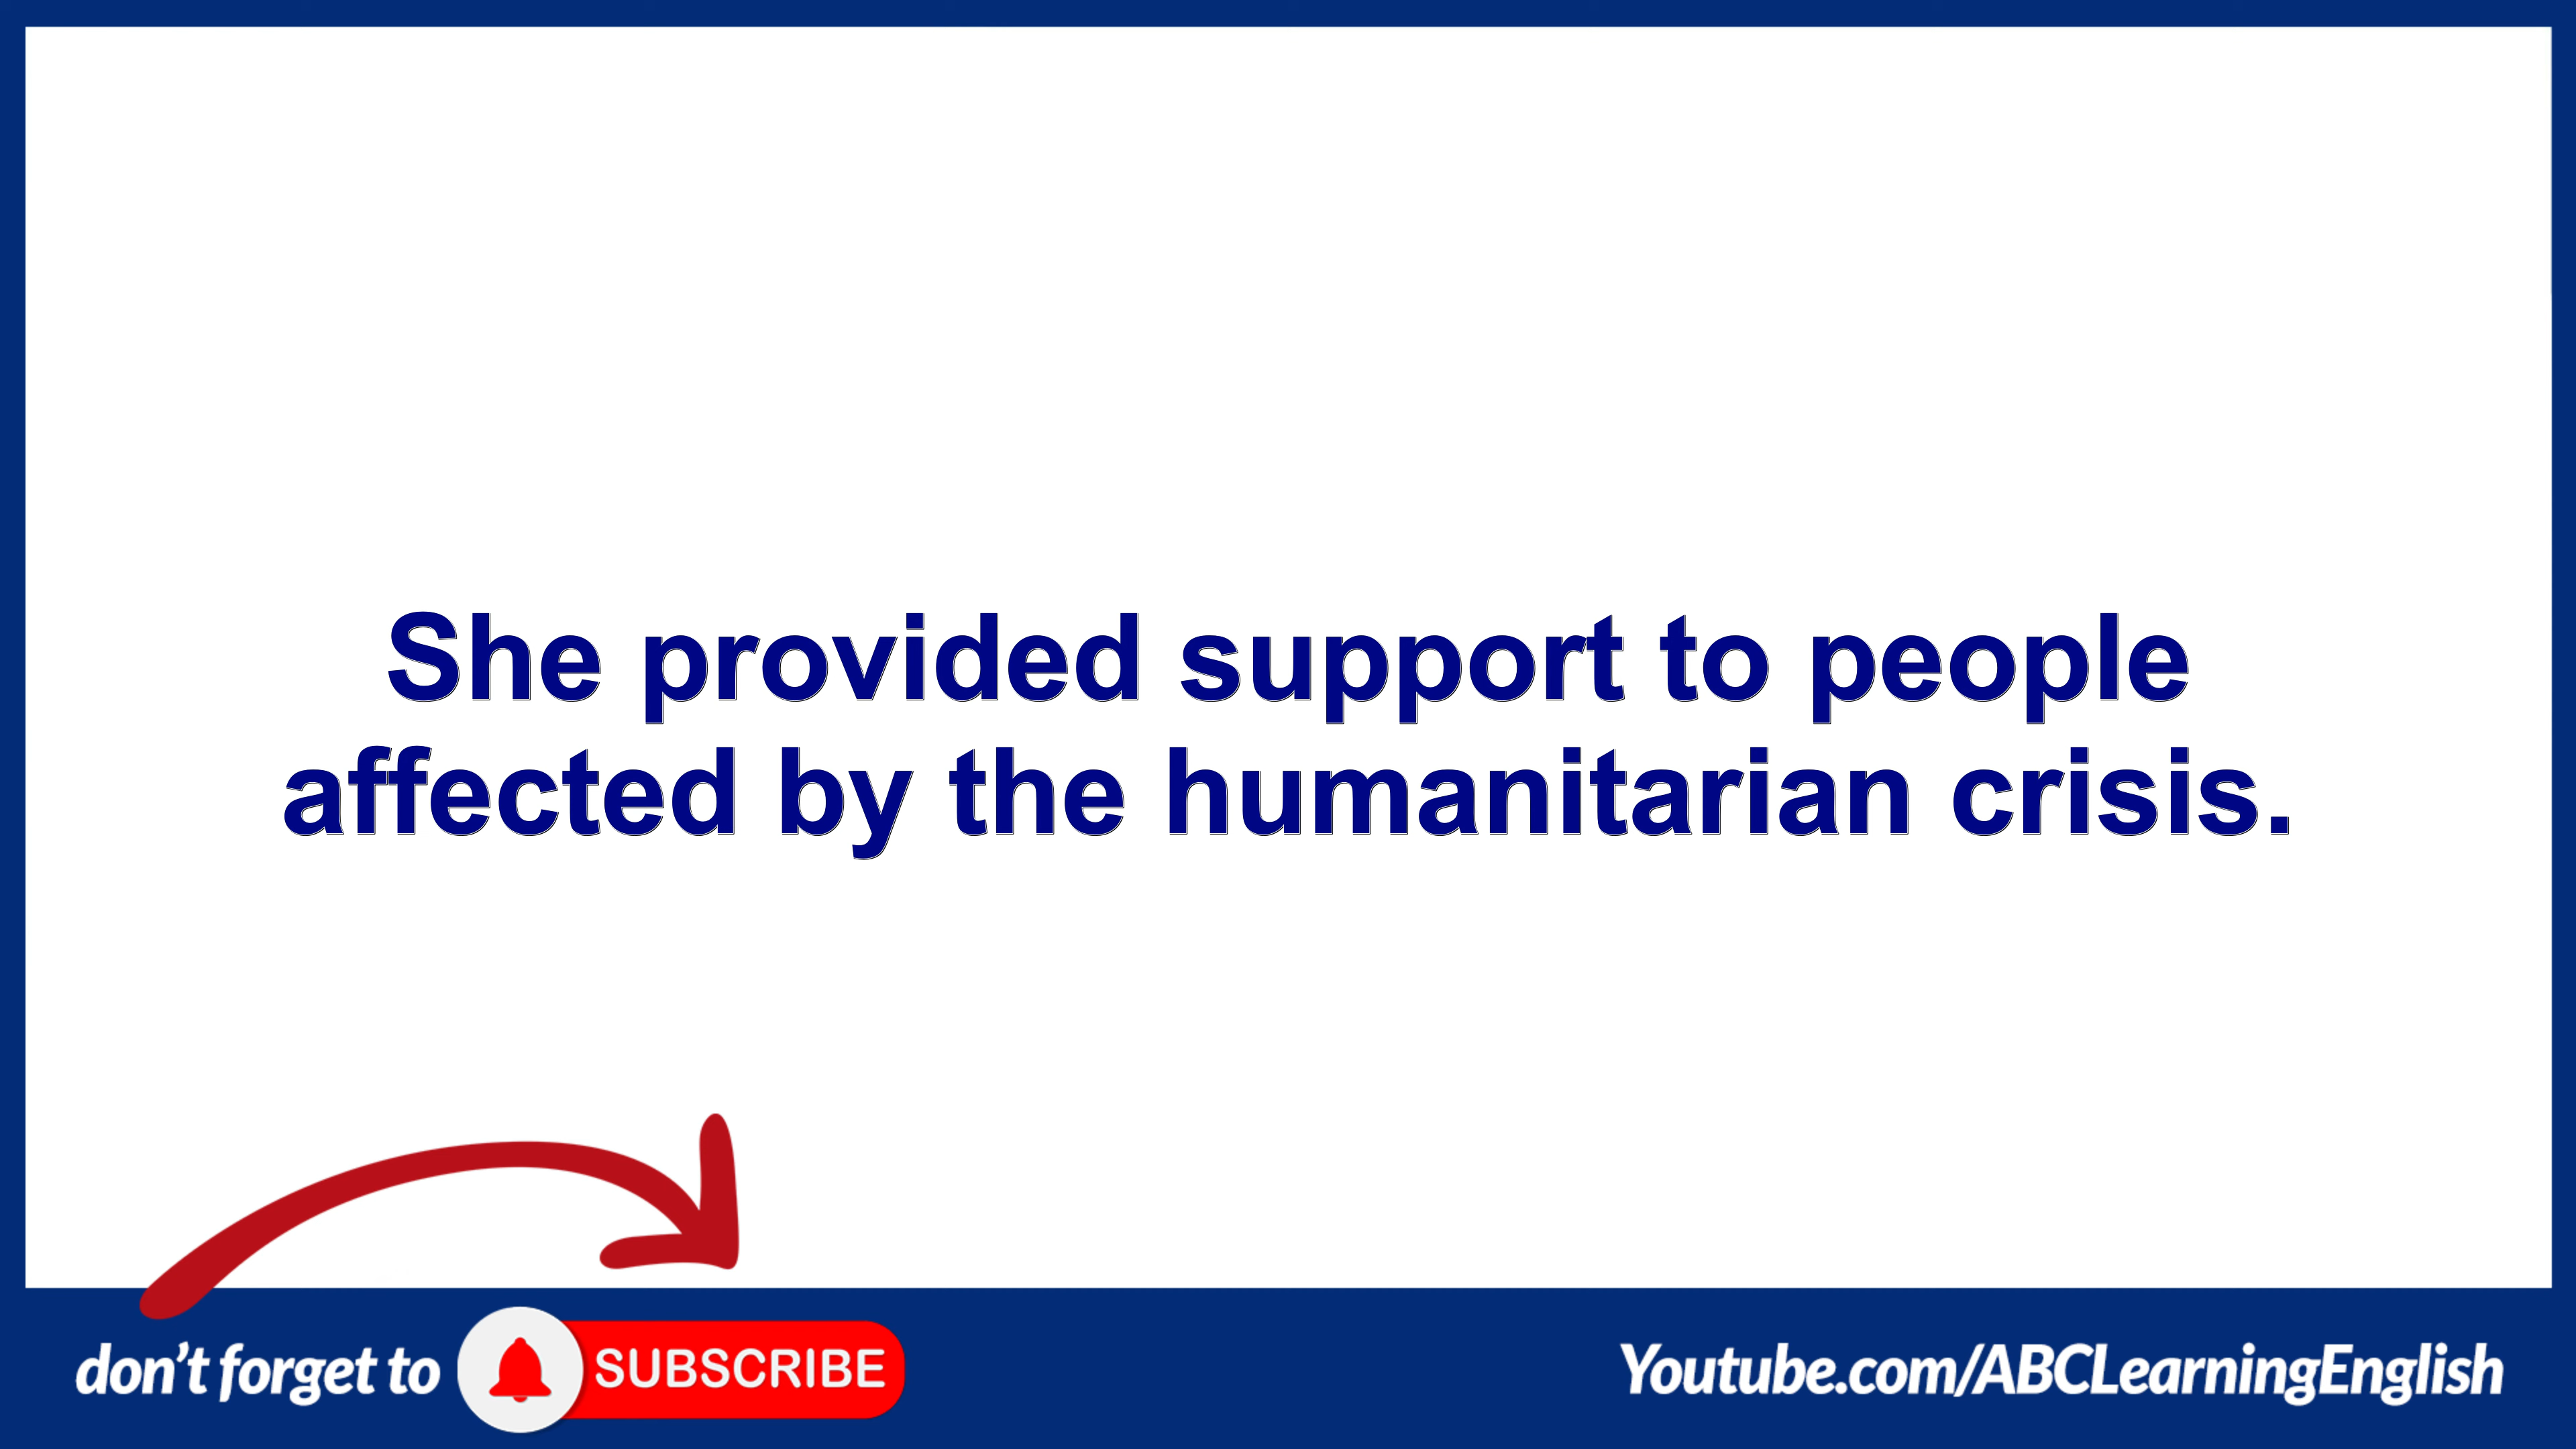 She provided support to people
affected by the humanitarian crisis.
don't forget to SUBSCRIBE
Youtube.com/ABCLearningEnglish